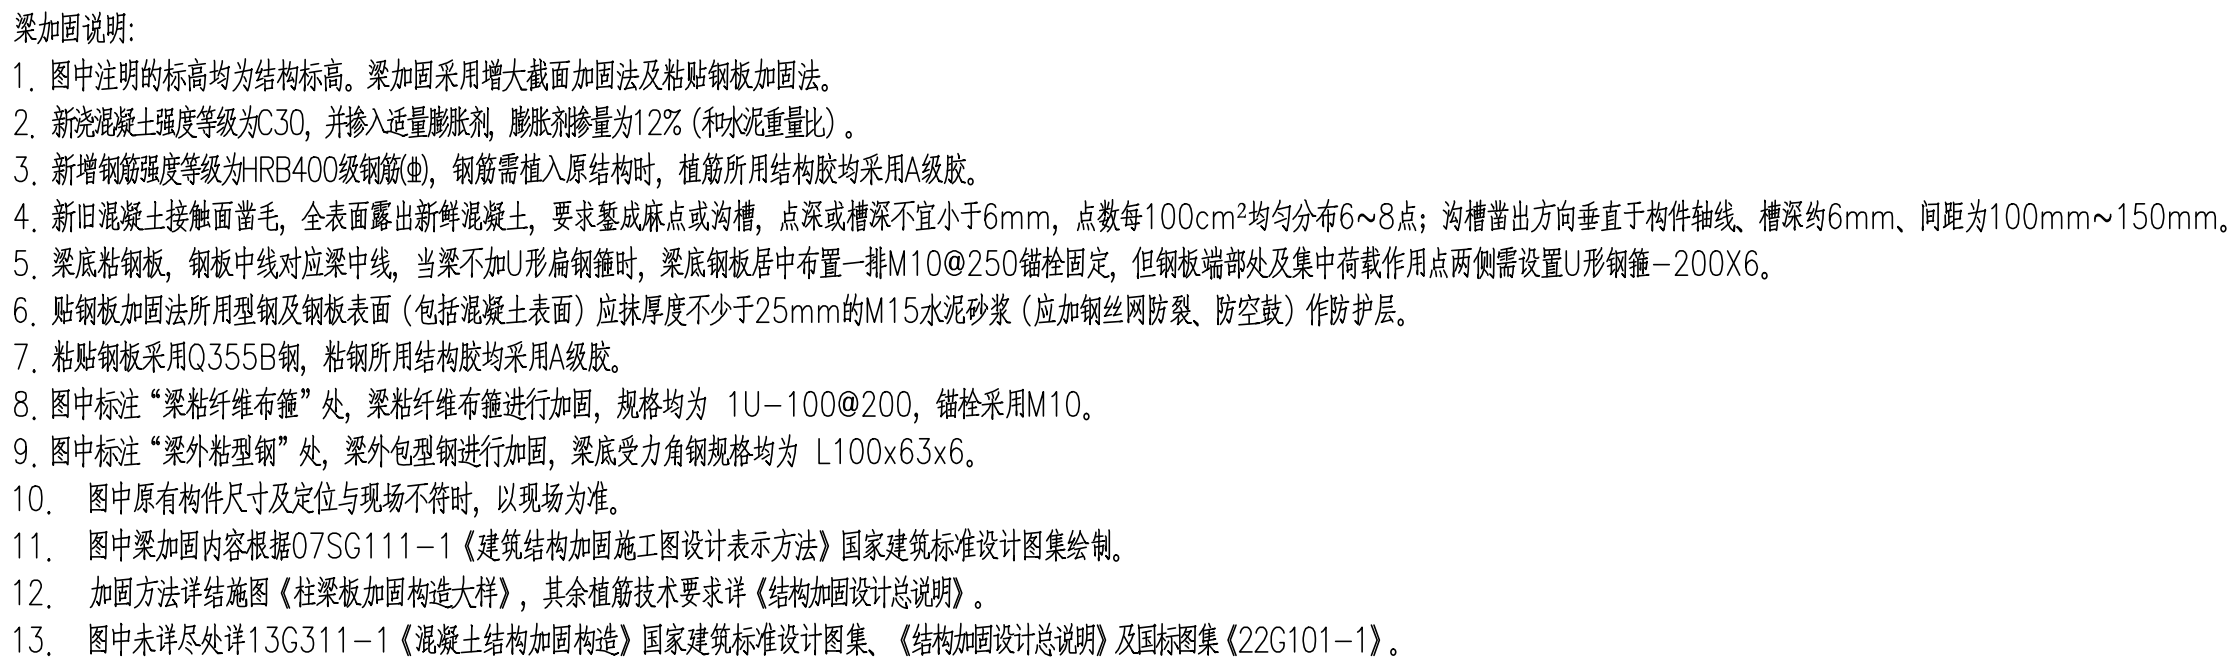 梁加固说明:
1. 图中注明的标高均为结构标高。梁加固采用增大截面加固法及粘贴钢板加固法。
2. 新浇混凝土强度等级为C30, 并掺入适量膨胀剂, 膨胀剂掺量为12%(和水泥重量比)。
3. 新增钢筋强度等级为HRB400级钢筋(Φ), 钢筋需植入原结构时, 植筋所用结构胶均采用A级胶。
4. 新旧混凝土接触面凿毛, 全表面露出新鲜混凝土, 要求錾成麻点或沟槽, 点深或槽深不宜小于6mm, 点数每100cm²均匀分布6~8点; 沟槽凿出方向垂直于构件轴线、槽深约6mm、间距为100mm~150mm。
5. 梁底粘钢板, 钢板中线对应梁中线, 当梁不加U形扁钢箍时, 梁底钢板居中布置一排M10@250锚栓固定, 但钢板端部处及集中荷载作用点两侧需设置U形钢箍-200X6。
6. 贴钢板加固法所用型钢及钢板表面(包括混凝土表面)应抹厚度不少于25mm的M15水泥砂浆(应加钢丝网防裂、防空鼓)作防护层。
7. 粘贴钢板采用Q355B钢, 粘钢所用结构胶均采用A级胶。
8. 图中标注“梁粘纤维布箍”处, 梁粘纤维布箍进行加固, 规格均为 1U-100@200, 锚栓采用M10。
9. 图中标注“梁外粘型钢”处, 梁外包型钢进行加固, 梁底受力角钢规格均为 L100x63x6。
10. 图中原有构件尺寸及定位与现场不符时, 以现场为准。
11. 图中梁加固内容根据07SG111-1《建筑结构加固施工图设计表示方法》国家建筑标准设计图集绘制。
12. 加固方法详结施图《柱梁板加固构造大样》, 其余植筋技术要求详《结构加固设计总说明》。
13. 图中未详尽处详13G311-1《混凝土结构加固构造》国家建筑标准设计图集、《结构加固设计总说明》及国标图集《22G101-1》。